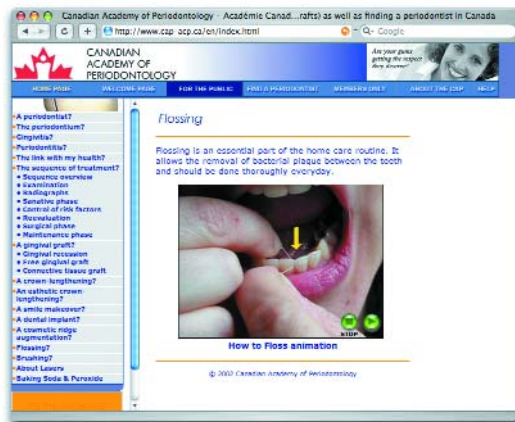 Canadian Academy of Periodontology - Académie Canad...rafts) as well as finding a periodontist in Canada
http://www.cap-acp.ca/en/index.html
Google
CANADIAN
ACADEMY OF
PERIODONTOLOGY
Are your gums
getting the respect
they deserve?
HOME PAGE WELCOME PAGE FOR THE PUBLIC FIND A PERIODONTIST MEMBERS ONLY ABOUT THE CAP HELP
A periodontist?
The periodontium?
Gingivitis?
Periodontitis?
The link with my health?
The sequence of treatment?
• Sequence overview
• Examination
• Radiographs
• Sanative phase
• Control of risk factors
• Reevaluation
• Surgical phase
• Maintenance phase
A gingival graft?
• Gingival recession
• Free gingival graft
• Connective tissue graft
A crown-lengthening?
An esthetic crown
lengthening?
A smile makeover?
A dental implant?
A cosmetic ridge
augmentation?
Flossing?
Brushing?
About Lasers
Baking Soda & Peroxide
Flossing
Flossing is an essential part of the home care routine. It
allows the removal of bacterial plaque between the teeth
and should be done thoroughly everyday.
STOP
How to Floss animation
© 2002 Canadian Academy of Periodontology